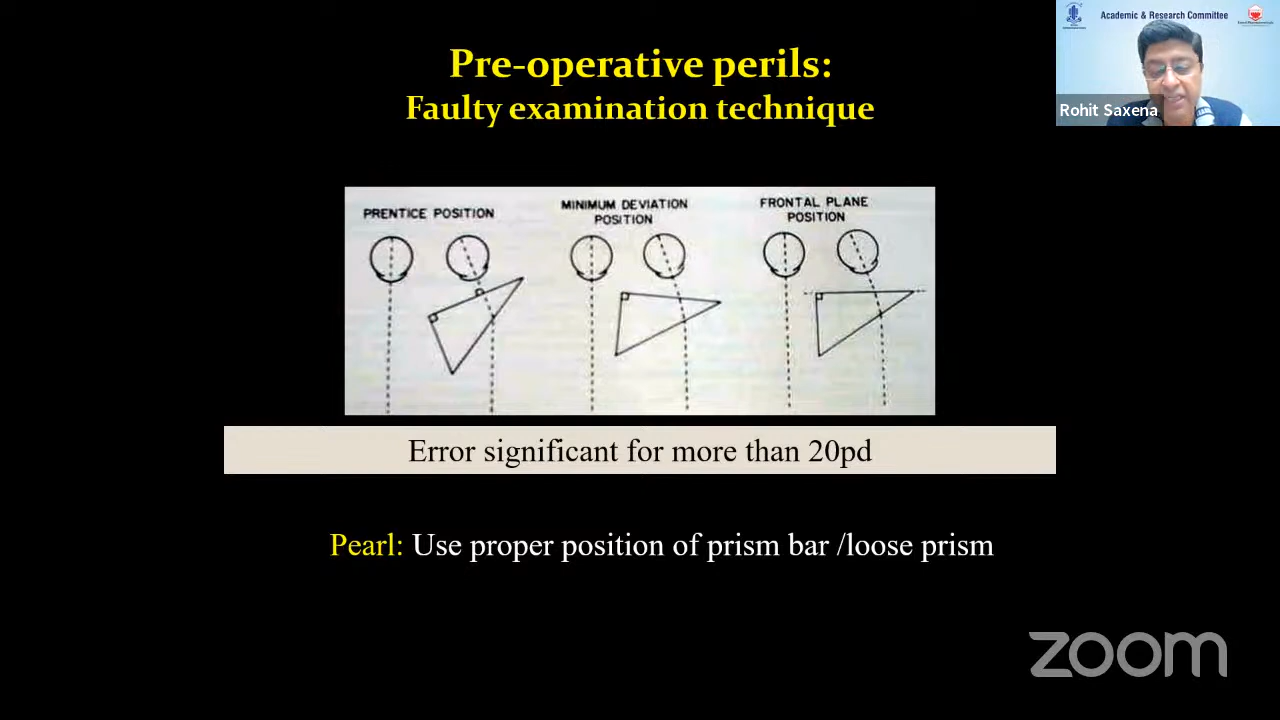 Academic & Research Committee
Rohit Saxena
Pre-operative perils:
Faulty examination technique
PRENTICE POSITION
MINIMUM DEVIATION
POSITION
FRONTAL PLANE
POSITION
Error significant for more than 20pd
Pearl: Use proper position of prism bar /loose prism
zoom